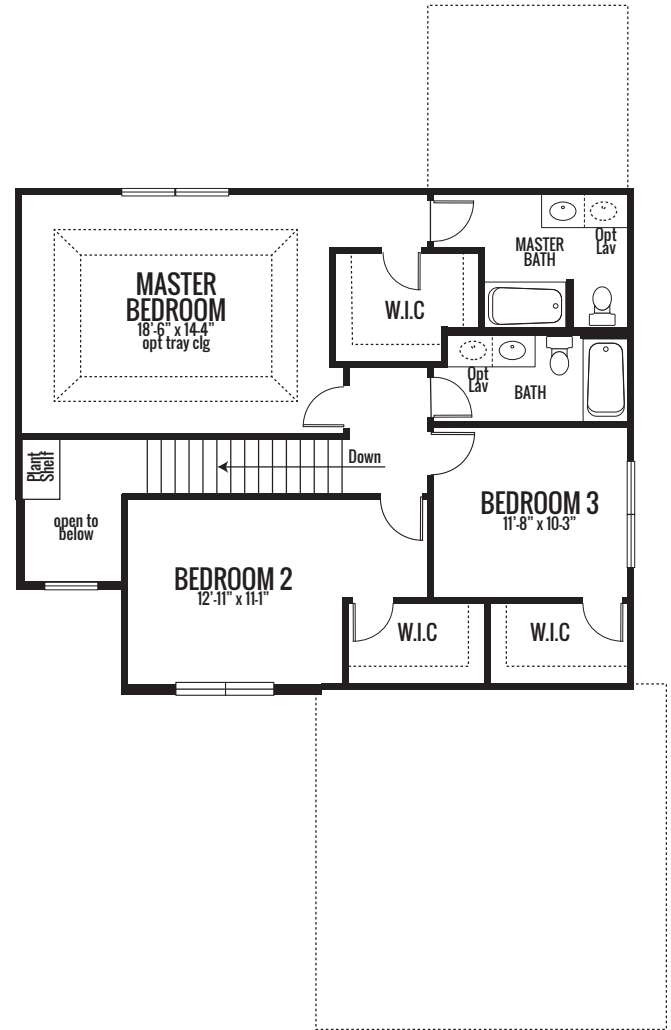 MASTER
BATH
Opt
Lav
MASTER
BEDROOM
18'-6" x 14-4"
opt tray clg
W.I.C
Opt
Lav
BATH
Down
Plant
Shelf
open to
below
BEDROOM 3
11'-8" x 10-3"
BEDROOM 2
12'-11" x 11-1"
W.I.C
W.I.C